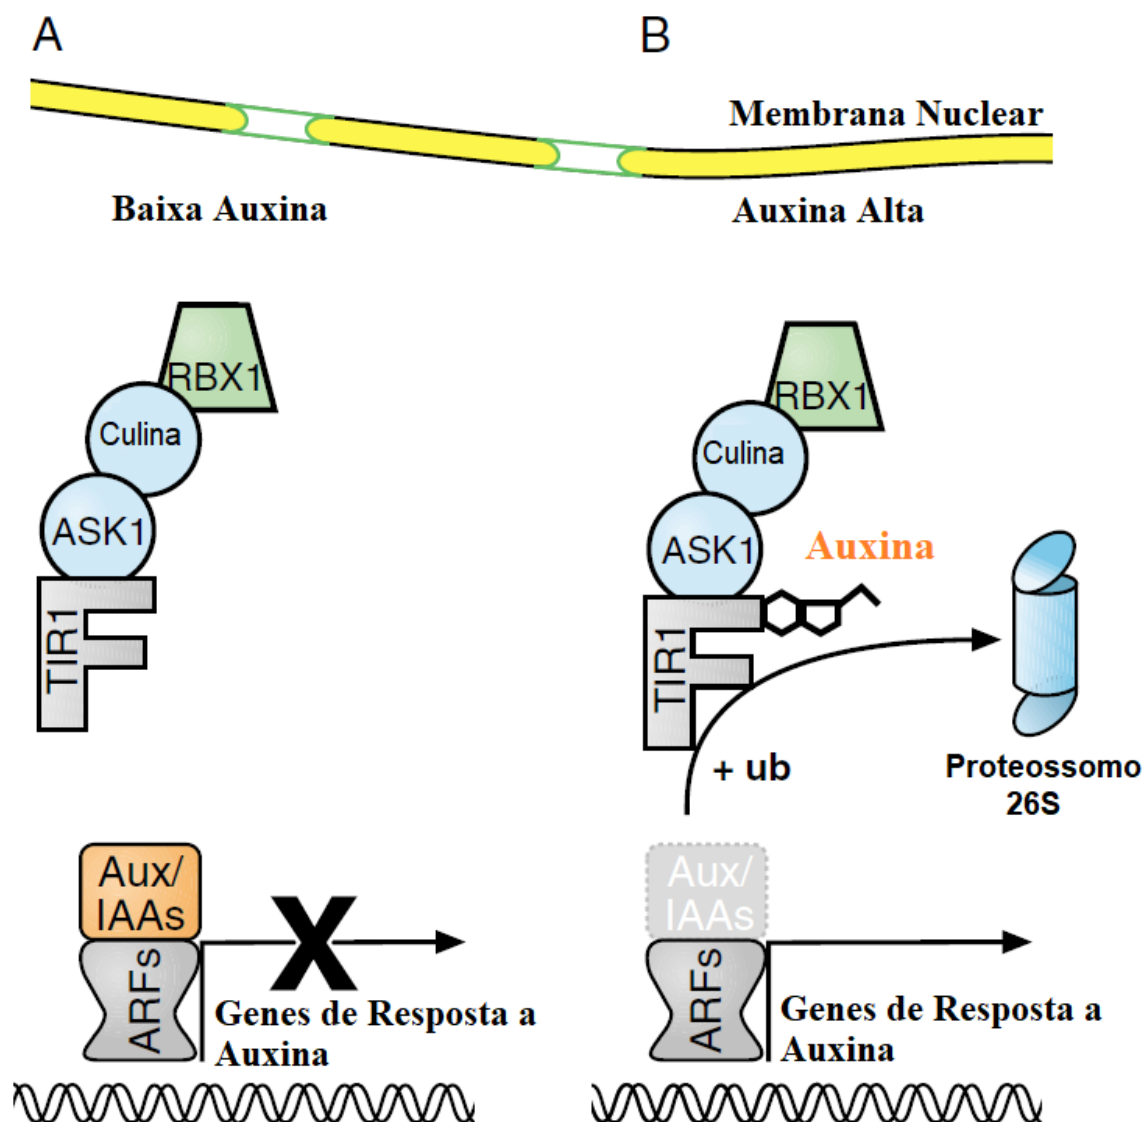 A
B
Membrana Nuclear
Baixa Auxina
Auxina Alta
RBX1
Culina
ASK1
TIR1
Aux/
IAAs
ARFs
X
Genes de Resposta a
Auxina
RBX1
Culina
ASK1
Auxina
TIR1
+ ub
Proteossomo
26S
Aux/
IAAs
ARFs
Genes de Resposta a
Auxina